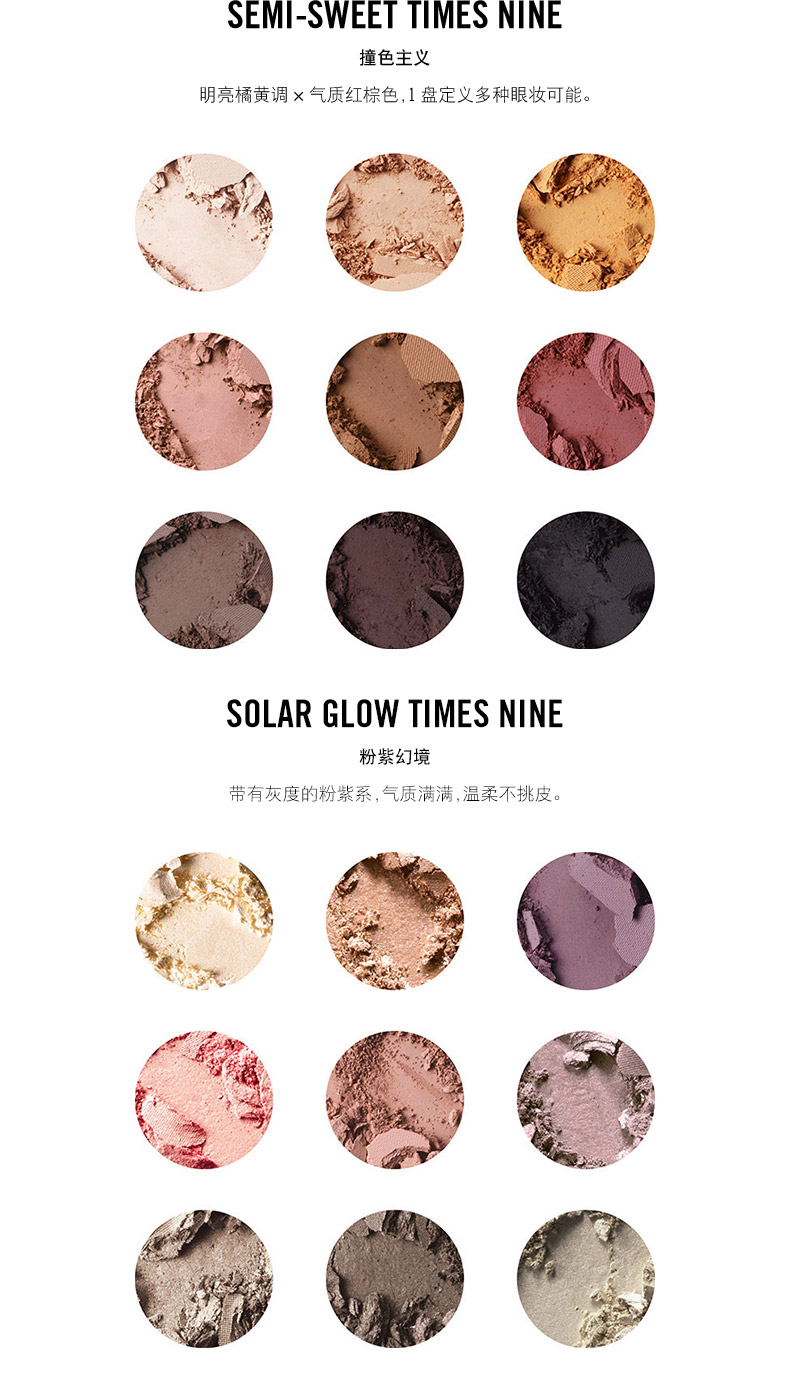 SEMI-SWEET TIMES NINE
撞色主义
明亮橘黄调 × 气质红棕色,1 盘定义多种眼妆可能。
SOLAR GLOW TIMES NINE
粉紫幻境
带有灰度的粉紫系,气质满满,温柔不挑皮。